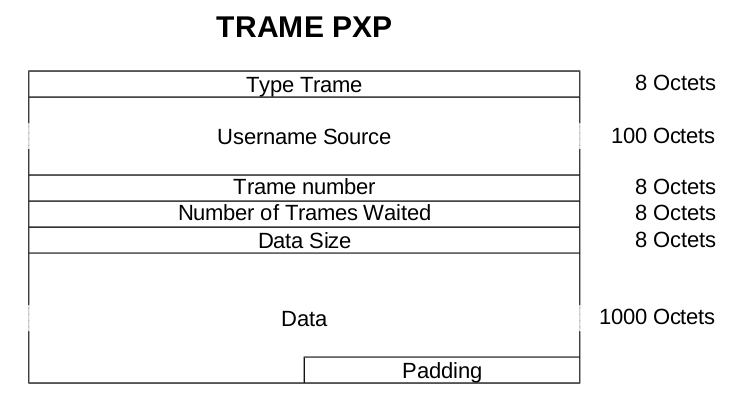 TRAME PXP
Type Trame 8 Octets
Username Source 100 Octets
Trame number 8 Octets
Number of Trames Waited 8 Octets
Data Size 8 Octets
Data 1000 Octets
Padding